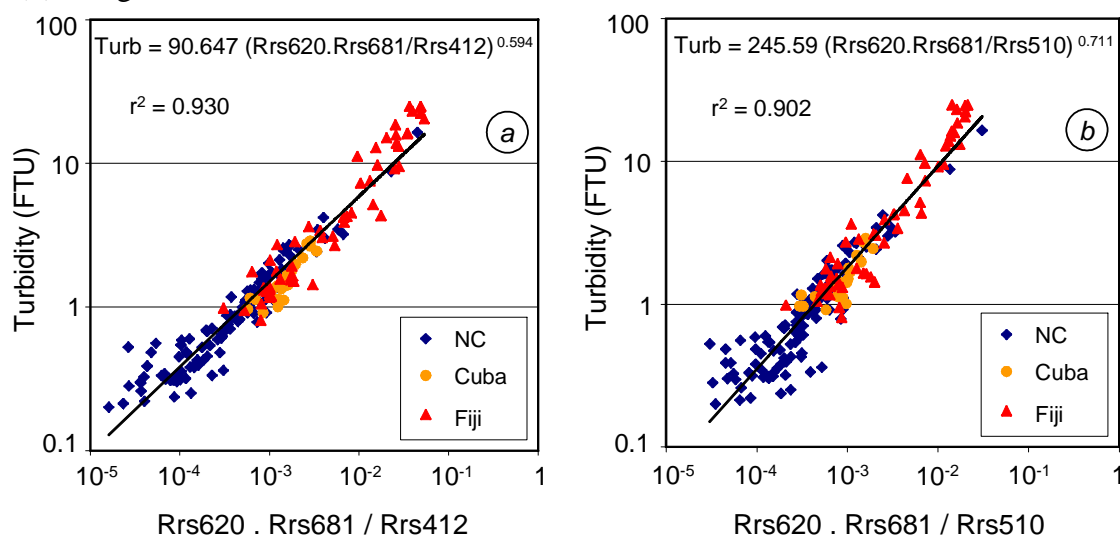 100
Turb = 90.647 (Rrs620.Rrs681/Rrs412)^0.594
r² = 0.930
a
10
Turbidity (FTU)
1
NC
Cuba
Fiji
0.1
10⁻⁵ 10⁻⁴ 10⁻³ 10⁻² 10⁻¹ 1
Rrs620 . Rrs681 / Rrs412
100
Turb = 245.59 (Rrs620.Rrs681/Rrs510)^0.711
r² = 0.902
b
10
Turbidity (FTU)
1
NC
Cuba
Fiji
0.1
10⁻⁵ 10⁻⁴ 10⁻³ 10⁻² 10⁻¹ 1
Rrs620 . Rrs681 / Rrs510